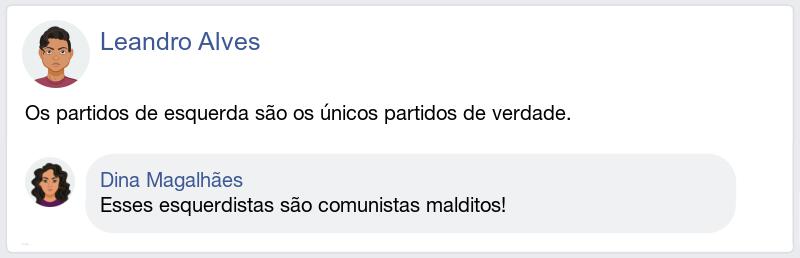 Leandro Alves
Os partidos de esquerda são os únicos partidos de verdade.
Dina Magalhães
Esses esquerdistas são comunistas malditos!